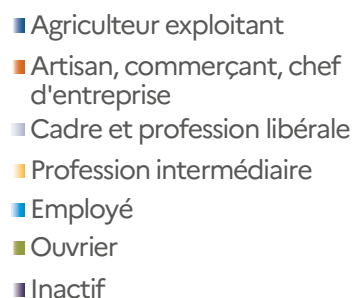 Agriculteur exploitant
Artisan, commerçant, chef
d'entreprise
Cadre et profession libérale
Profession intermédiaire
Employé
Ouvrier
Inactif